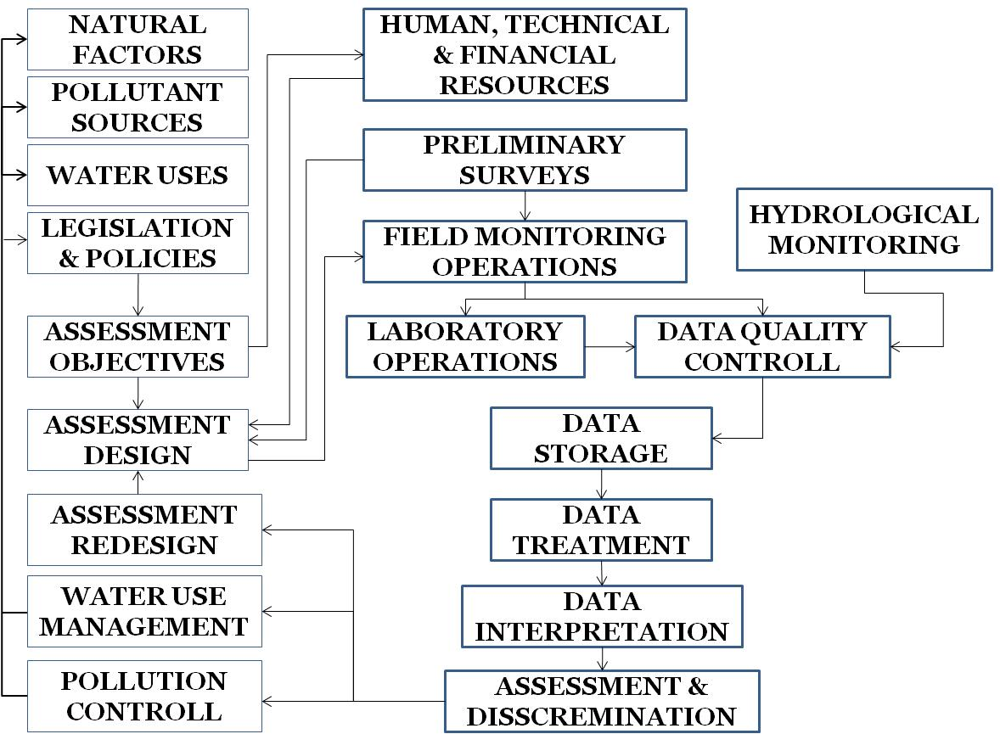 NATURAL
FACTORS
POLLUTANT
SOURCES
WATER USES
LEGISLATION
& POLICIES
ASSESSMENT
OBJECTIVES
ASSESSMENT
DESIGN
ASSESSMENT
REDESIGN
WATER USE
MANAGEMENT
POLLUTION
CONTROLL
HUMAN, TECHNICAL
& FINANCIAL
RESOURCES
PRELIMINARY
SURVEYS
FIELD MONITORING
OPERATIONS
HYDROLOGICAL
MONITORING
LABORATORY
OPERATIONS
DATA QUALITY
CONTROLL
DATA
STORAGE
DATA
TREATMENT
DATA
INTERPRETATION
ASSESSMENT &
DISSCREMINATION